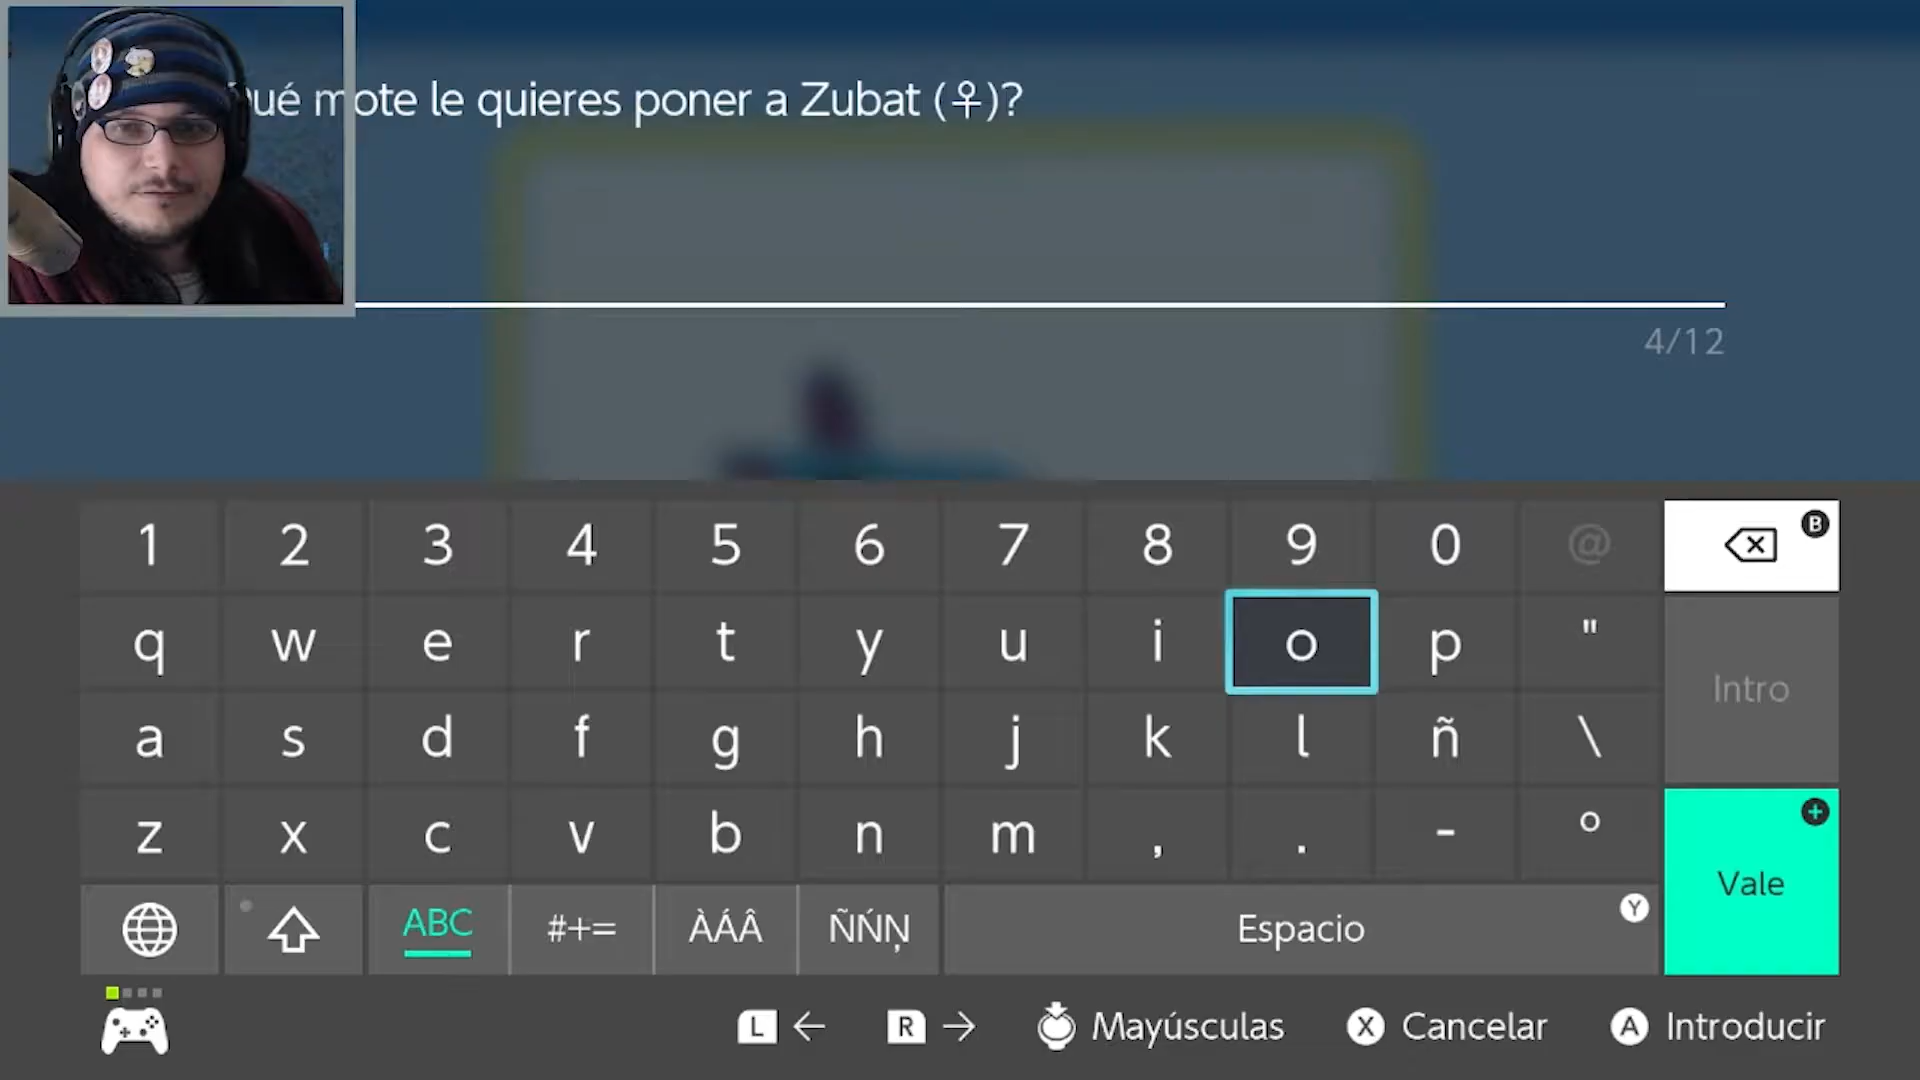 ué mote le quieres poner a Zubat (♀)?
4/12
1 2 3 4 5 6 7 8 9 0 @ B
q w e r t y u i o p "
Intro
a s d f g h j k l ñ \
z x c v b n m , . - º +
Vale
ABC #+= ÀÁÂ ÑŃŅ Espacio Y
L ← R → Mayúsculas X Cancelar A Introducir